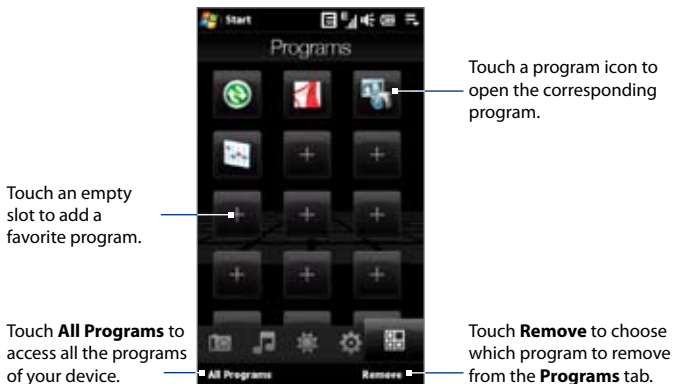 Start
Programs
Touch a program icon to
open the corresponding
program.
Touch an empty
slot to add a
favorite program.
Touch All Programs to
access all the programs
of your device.
All Programs
Remove
Touch Remove to choose
which program to remove
from the Programs tab.